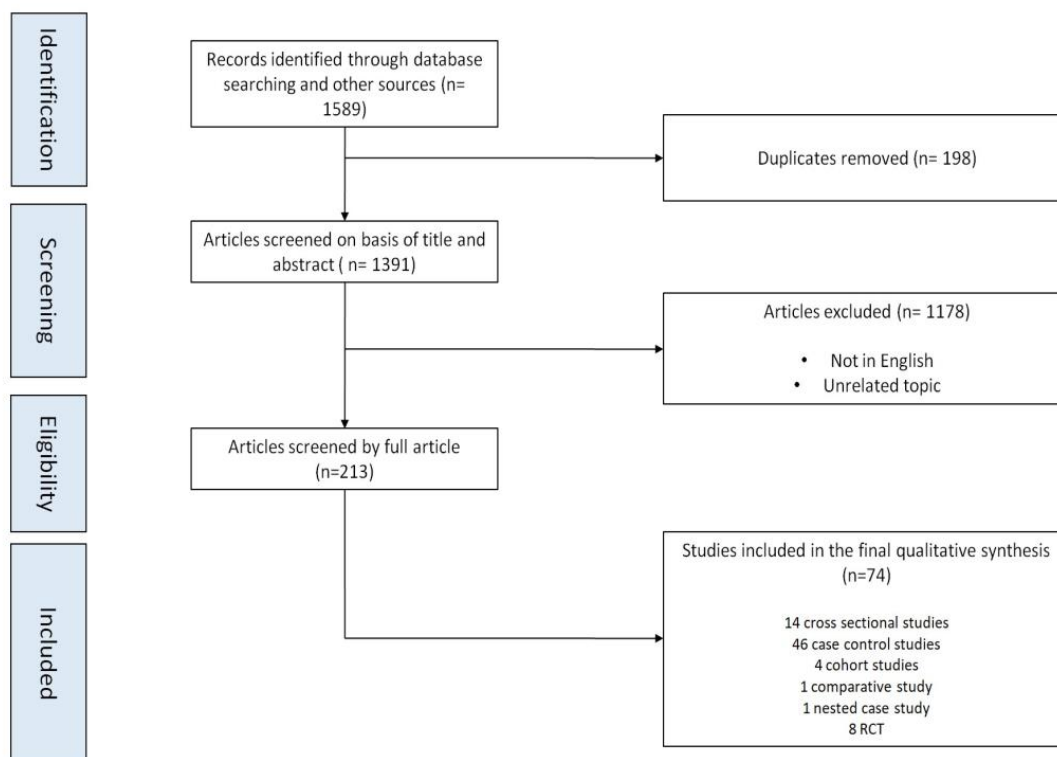 Identification
Records identified through database
searching and other sources (n=
1589)
Duplicates removed (n= 198)
Screening
Articles screened on basis of title and
abstract ( n= 1391)
Articles excluded (n= 1178)
• Not in English
• Unrelated topic
Eligibility
Articles screened by full article
(n=213)
Included
Studies included in the final qualitative synthesis
(n=74)
14 cross sectional studies
46 case control studies
4 cohort studies
1 comparative study
1 nested case study
8 RCT